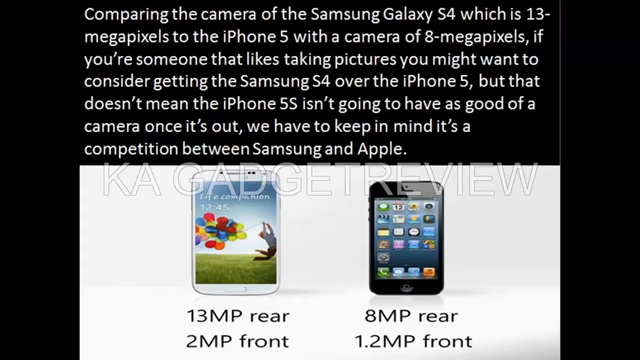 Comparing the camera of the Samsung Galaxy S4 which is 13-
megapixels to the iPhone 5 with a camera of 8-megapixels, if
you’re someone that likes taking pictures you might want to
consider getting the Samsung S4 over the iPhone 5, but that
doesn’t mean the iPhone 5S isn’t going to have as good of a
camera once it’s out, we have to keep in mind it’s a
competition between Samsung and Apple.
KA GADGETREVIEW
Life companion
12:45
13MP rear
8MP rear
2MP front
1.2MP front